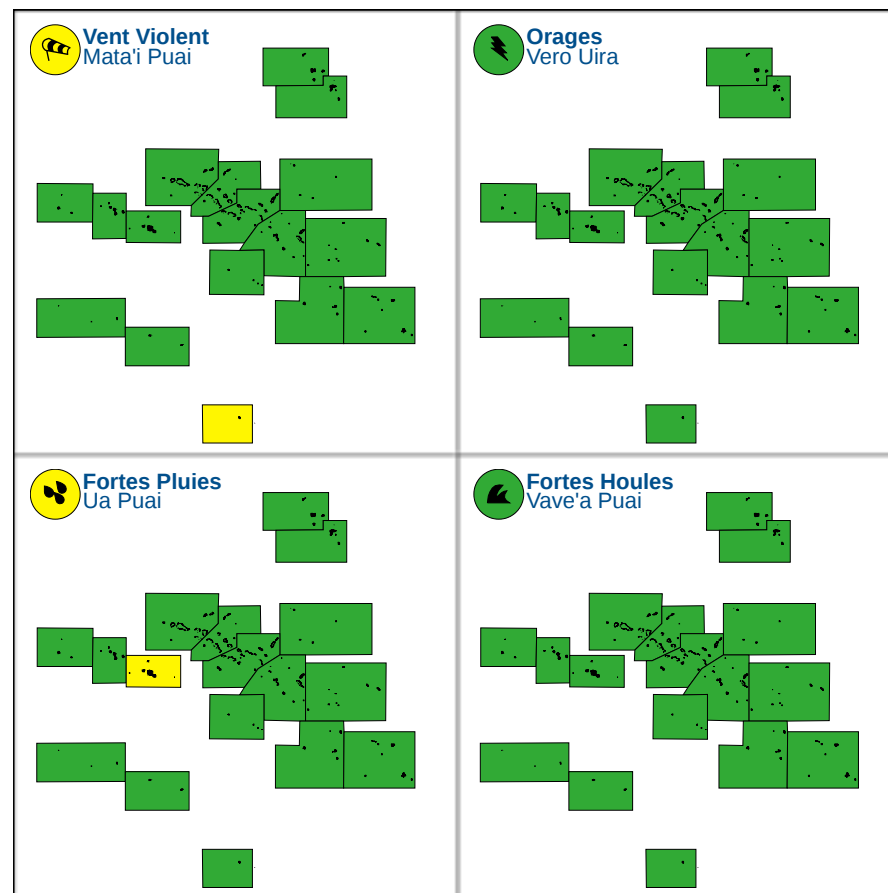 Vent Violent
Mata'i Puai
Orages
Vero Uira
Fortes Pluies
Ua Puai
Fortes Houles
Vave'a Puai